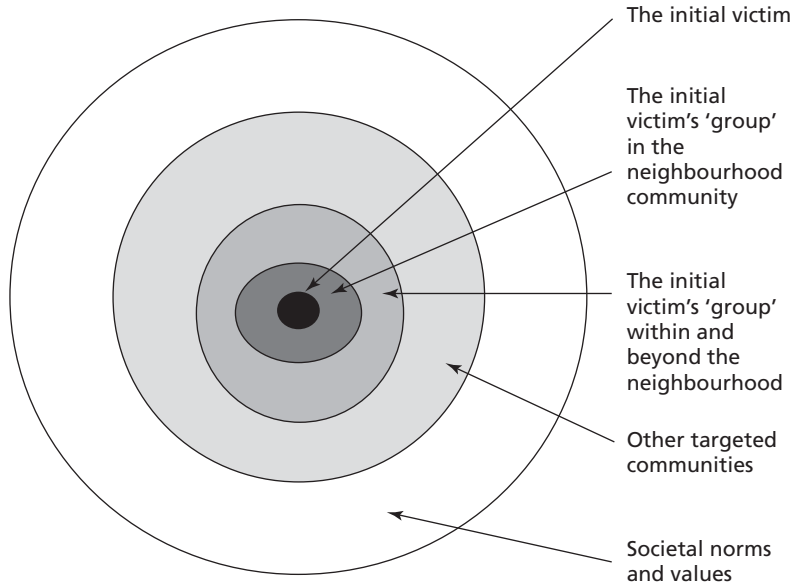 The initial victim
The initial
victim's 'group'
in the
neighbourhood
community
The initial
victim's 'group'
within and
beyond the
neighbourhood
Other targeted
communities
Societal norms
and values